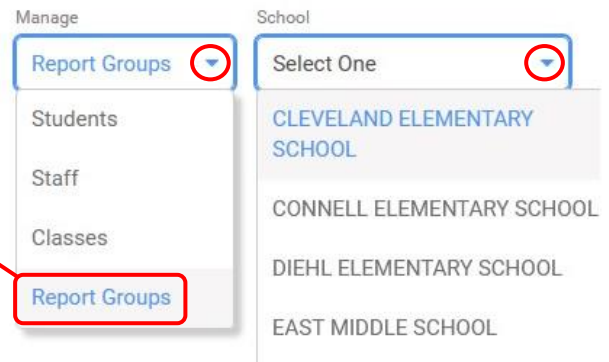 Manage
School
Report Groups
Select One
Students
Staff
Classes
Report Groups
CLEVELAND ELEMENTARY
SCHOOL
CONNELL ELEMENTARY SCHOOL
DIEHL ELEMENTARY SCHOOL
EAST MIDDLE SCHOOL